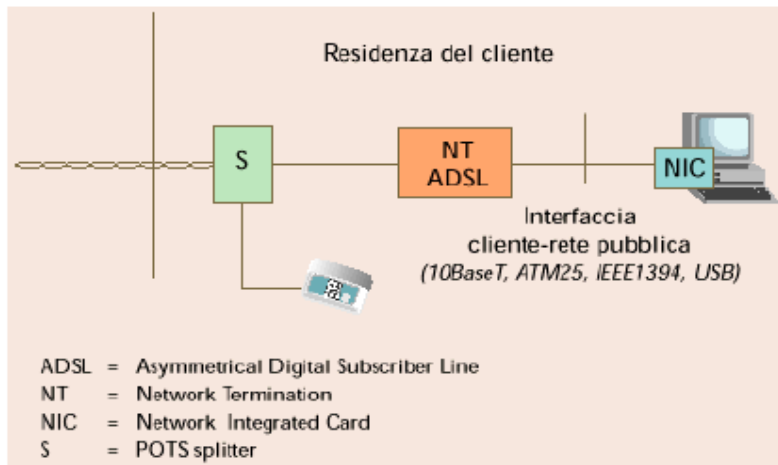 Residenza del cliente
S
NT
ADSL
NIC
Interfaccia
cliente-rete pubblica
(10BaseT, ATM25, IEEE1394, USB)
ADSL = Asymmetrical Digital Subscriber Line
NT = Network Termination
NIC = Network Integrated Card
S = POTS splitter